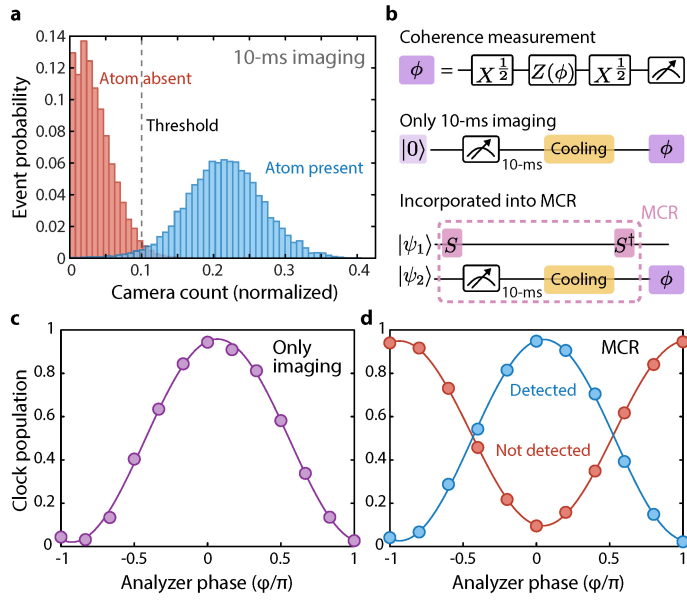 a
10-ms imaging
Atom absent
Threshold
Atom present
Event probability
0.14
0.12
0.1
0.08
0.06
0.04
0.02
0
0 0.1 0.2 0.3 0.4
Camera count (normalized)
b
Coherence measurement
ϕ = X^{1/2} Z(ϕ) X^{1/2}
Only 10-ms imaging
|0⟩ 10-ms Cooling ϕ
Incorporated into MCR
MCR
|ψ₁⟩ S S†
|ψ₂⟩ 10-ms Cooling ϕ
c
Only
imaging
Clock population
1
0.8
0.6
0.4
0.2
0
-1 -0.5 0 0.5 1
Analyzer phase (φ/π)
d
MCR
Detected
Not detected
1
0.8
0.6
0.4
0.2
0
-1 -0.5 0 0.5 1
Analyzer phase (φ/π)